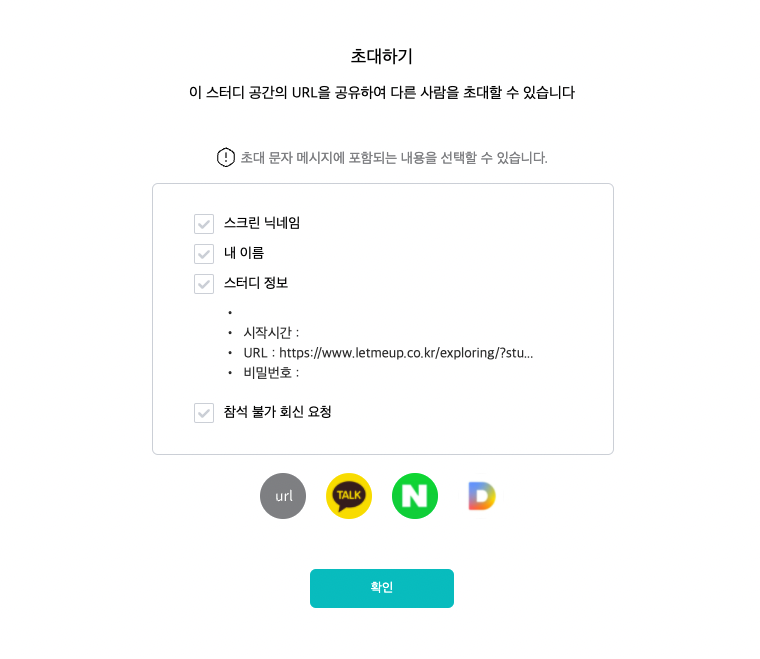 초대하기
이 스터디 공간의 URL을 공유하여 다른 사람을 초대할 수 있습니다
초대 문자 메시지에 포함되는 내용을 선택할 수 있습니다.
스크린 닉네임
내 이름
스터디 정보
•
• 시작시간 :
• URL : https://www.letmeup.co.kr/exploring/?stu...
• 비밀번호 :
참석 불가 회신 요청
url TALK N D
확인